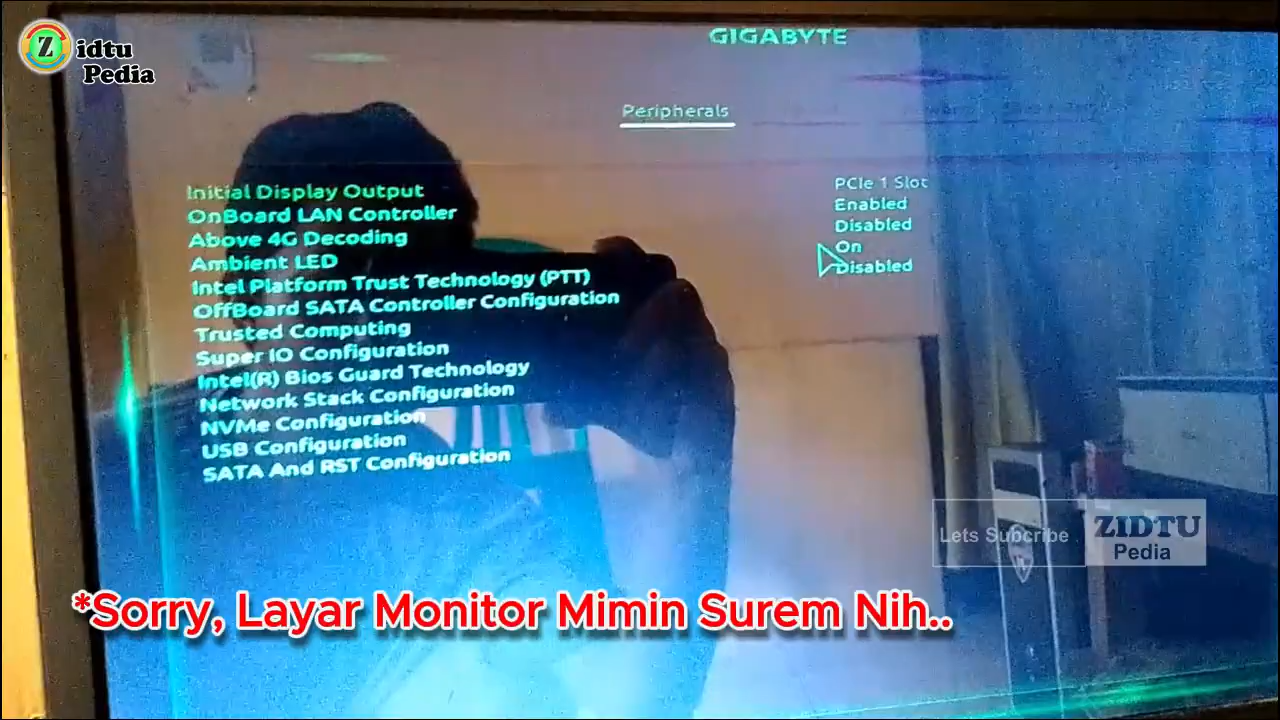 Zidtu
Pedia
GIGABYTE
Peripherals
Initial Display Output PCIe 1 Slot
OnBoard LAN Controller Enabled
Above 4G Decoding Disabled
Ambient LED On
Intel Platform Trust Technology (PTT) Disabled
OffBoard SATA Controller Configuration
Trusted Computing
Super IO Configuration
Intel(R) Bios Guard Technology
Network Stack Configuration
NVMe Configuration
USB Configuration
SATA And RST Configuration
Lets Subcribe
ZIDTU
Pedia
*Sorry, Layar Monitor Mimin Surem Nih..